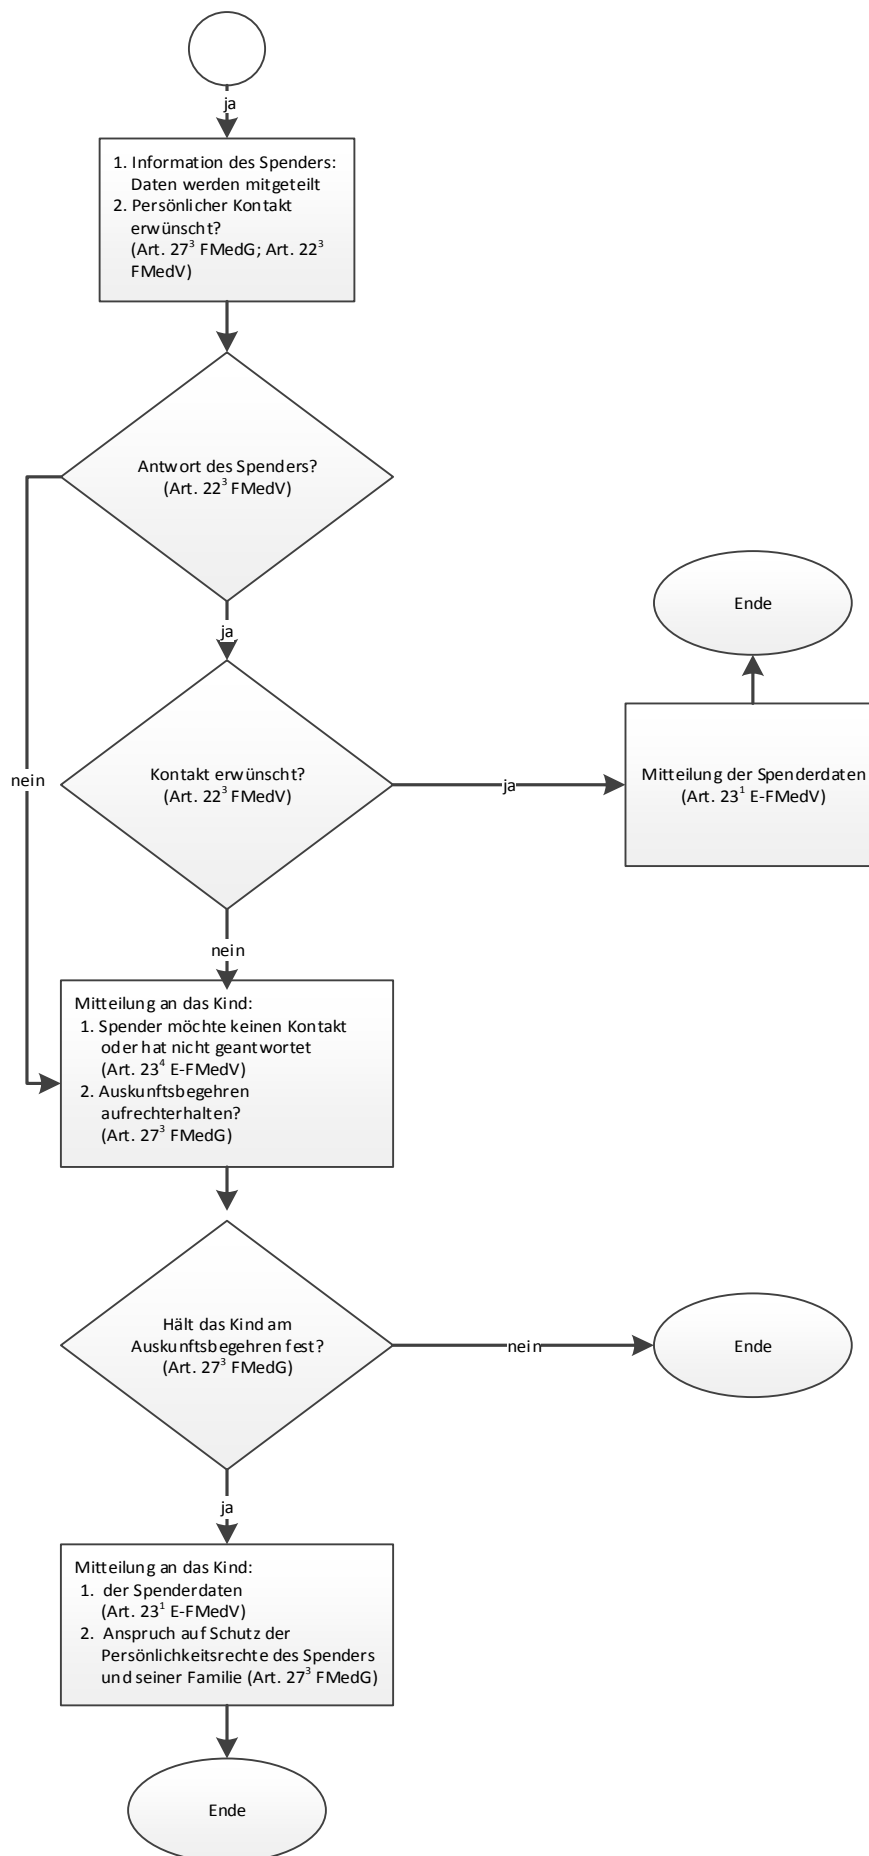 ja
1. Information des Spenders:
Daten werden mitgeteilt
2. Persönlicher Kontakt
erwünscht?
(Art. 27³ FMedG; Art. 22³
FMedV)
Antwort des Spenders?
(Art. 22³ FMedV)
ja
nein
Kontakt erwünscht?
(Art. 22³ FMedV)
ja
Mitteilung der Spenderdaten
(Art. 23¹ E-FMedV)
Ende
nein
Mitteilung an das Kind:
1. Spender möchte keinen Kontakt
oder hat nicht geantwortet
(Art. 23⁴ E-FMedV)
2. Auskunftsbegehren
aufrechterhalten?
(Art. 27³ FMedG)
Hält das Kind am
Auskunftsbegehren fest?
(Art. 27³ FMedG)
nein
Ende
ja
Mitteilung an das Kind:
1. der Spenderdaten
(Art. 23¹ E-FMedV)
2. Anspruch auf Schutz der
Persönlichkeitsrechte des Spenders
und seiner Familie (Art. 27³ FMedG)
Ende